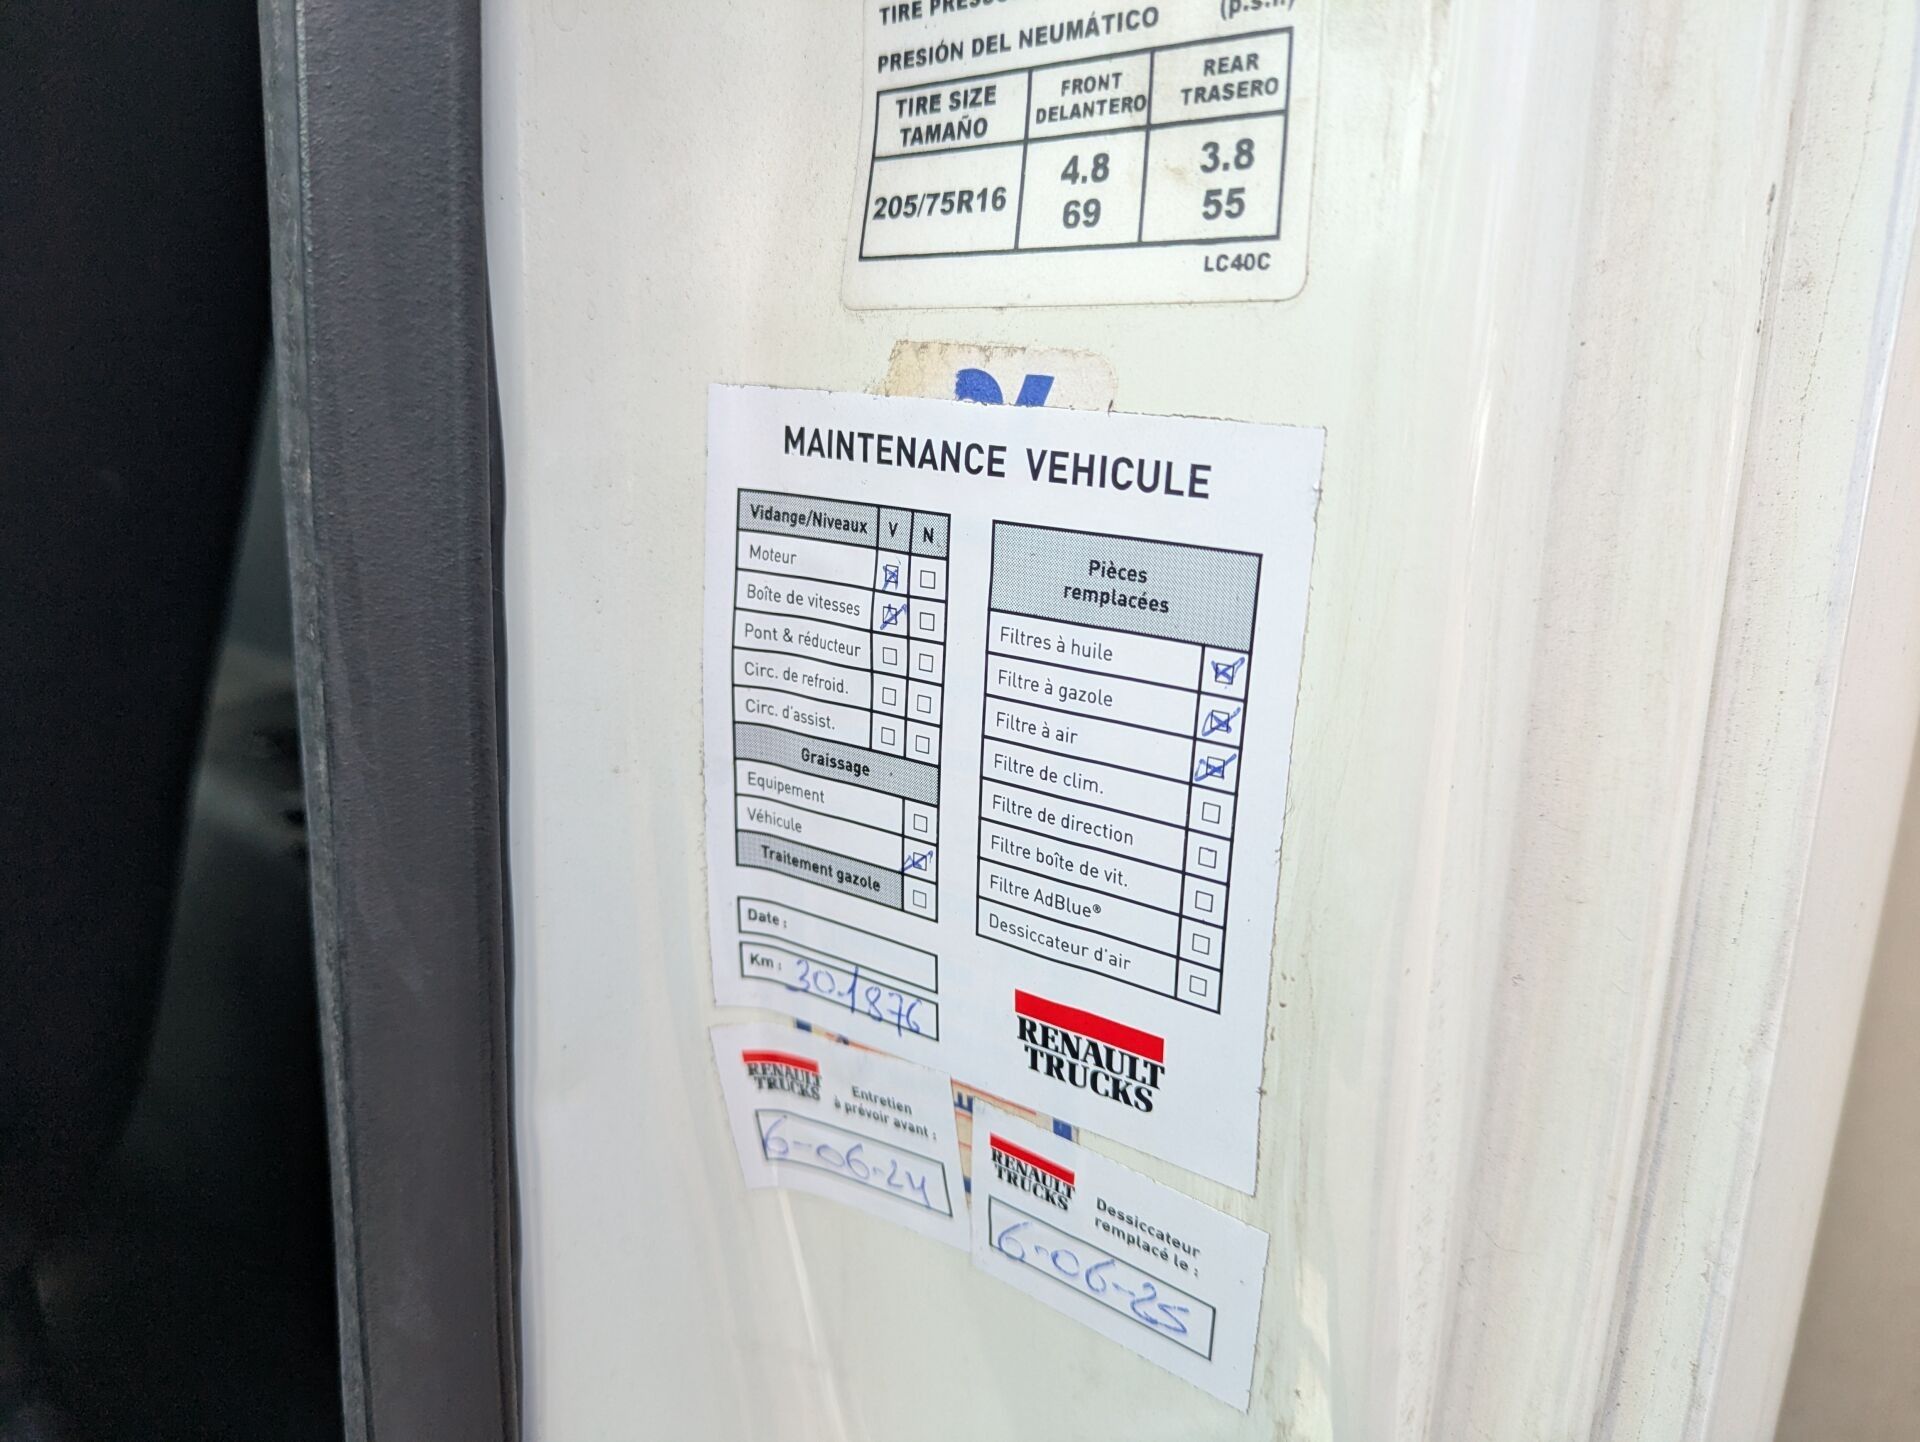 PRESIÓN DEL NEUMÁTICO (p.s.i.)
TIRE SIZE
TAMAÑO
FRONT
DELANTERO
REAR
TRASERO
205/75R16
4.8
69
3.8
55
LC40C
MAINTENANCE VEHICULE
Vidange/Niveaux V N
Moteur
Boîte de vitesses
Pont & réducteur
Circ. de refroid.
Circ. d'assist.
Graissage
Equipement
Véhicule
Traitement gazole
Date :
Km : 301876
Pièces
remplacées
Filtres à huile
Filtre à gazole
Filtre à air
Filtre de clim.
Filtre de direction
Filtre boîte de vit.
Filtre AdBlue®
Dessiccateur d'air
RENAULT
TRUCKS
RENAULT
TRUCKS
Entretien
à prévoir avant :
6-06-24
RENAULT
TRUCKS
Dessiccateur
remplacé le :
6-06-25